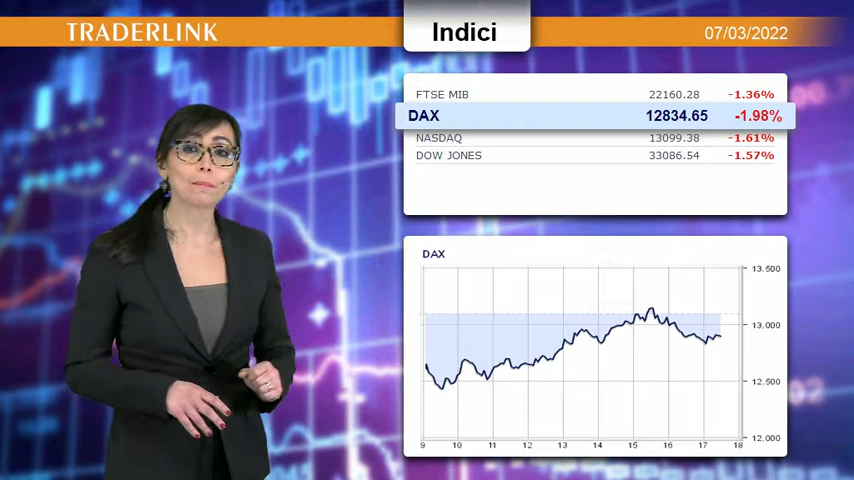 TRADERLINK
Indici
07/03/2022
FTSE MIB 22160.28 -1.36%
DAX 12834.65 -1.98%
NASDAQ 13099.38 -1.61%
DOW JONES 33086.54 -1.57%
DAX
13.500
13.000
12.500
12.000
9 10 11 12 13 14 15 16 17 18